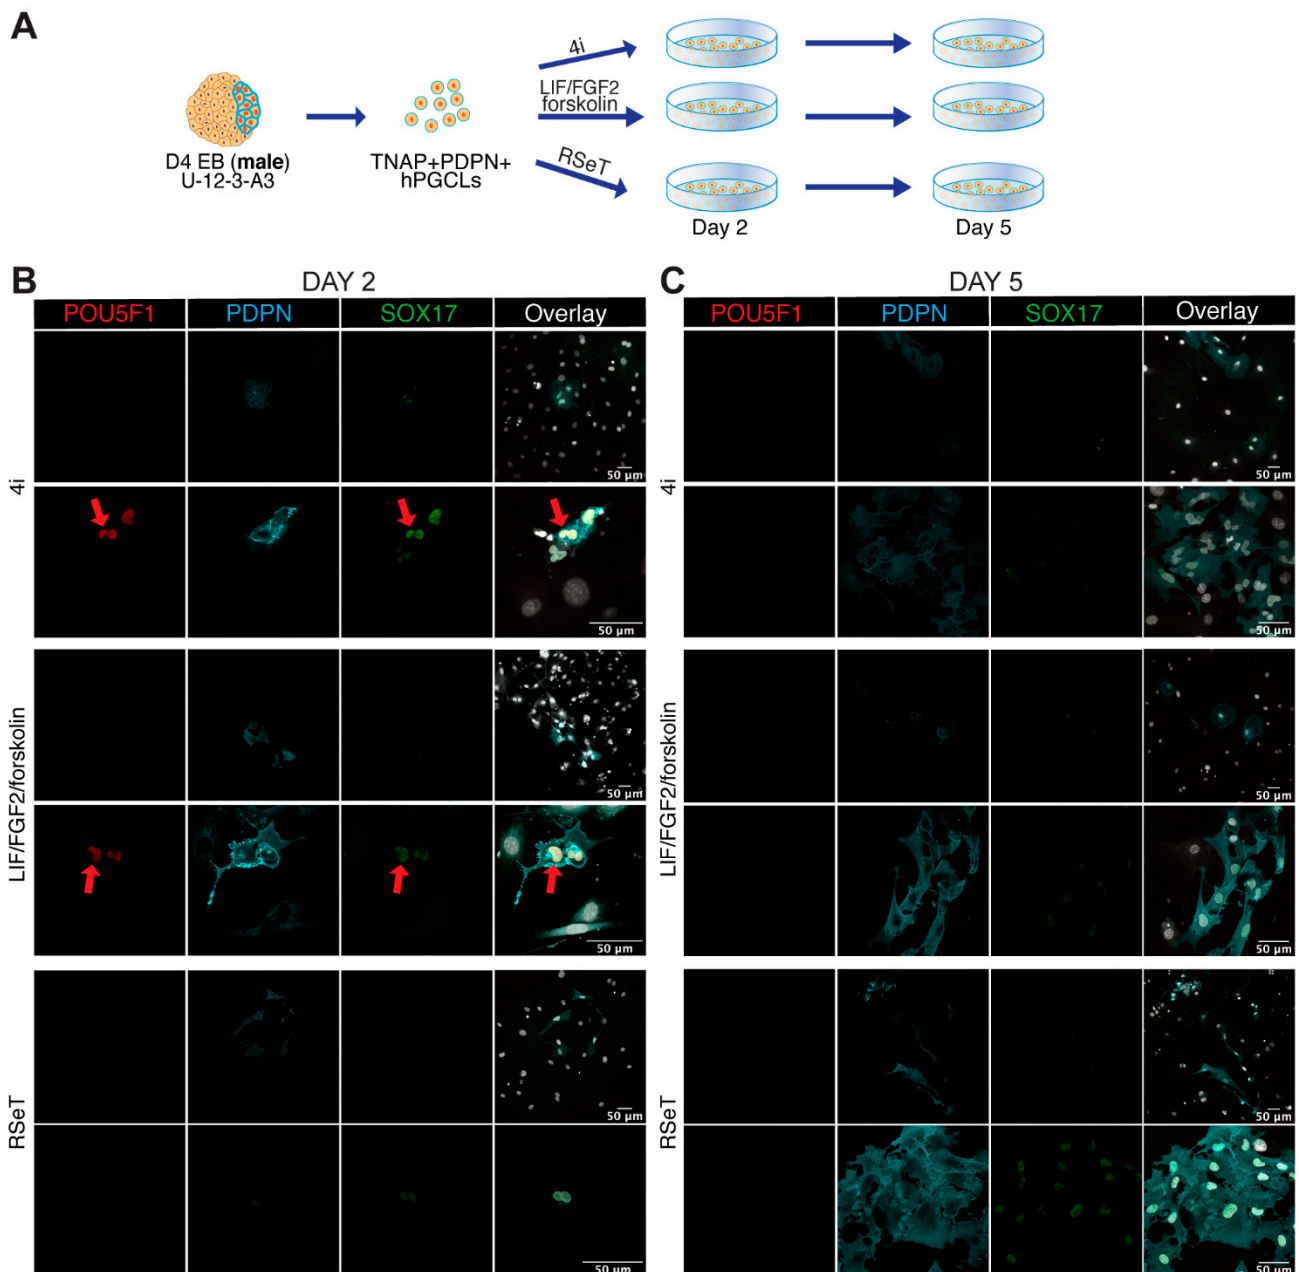 A
D4 EB (male)
U-12-3-A3
TNAP+PDPN+
hPGCLs
4i
LIF/FGF2
forskolin
RSeT
Day 2
Day 5
B
DAY 2
POU5F1 PDPN SOX17 Overlay
4i
50 µm
50 µm
LIF/FGF2/forskolin
50 µm
50 µm
RSeT
50 µm
50 µm
C
DAY 5
POU5F1 PDPN SOX17 Overlay
4i
50 µm
50 µm
LIF/FGF2/forskolin
50 µm
50 µm
RSeT
50 µm
50 µm